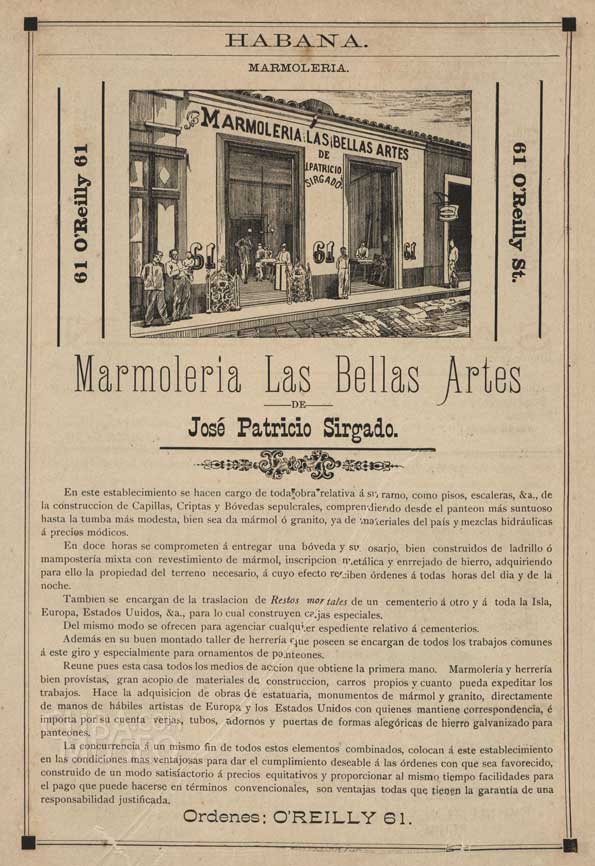 HABANA.
MARMOLERIA.
61 O'Reilly 61
MARMOLERIA LAS BELLAS ARTES
DE
J. PATRICIO
SIRGADO
61
61
61
61 O'Reilly St.
Marmoleria Las Bellas Artes
DE
José Patricio Sirgado.
En este establecimiento se hacen cargo de toda obra relativa á su ramo, como pisos, escaleras, &a., de
la construccion de Capillas, Criptas y Bóvedas sepulcrales, comprendiendo desde el panteon más suntuoso
hasta la tumba más modesta, bien sea da mármol ó granito, ya de materiales del país y mezclas hidráulicas
á precios módicos.
En doce horas se comprometen á entregar una bóveda y su osario, bien construidos de ladrillo ó
mampostería mixta con revestimiento de mármol, inscripcion metálica y enrrejado de hierro, adquiriendo
para ello la propiedad del terreno necesario, á cuyo efecto reciben órdenes á todas horas del dia y de la
noche.
Tambien se encargan de la traslacion de Restos mortales de un cementerio á otro y á toda la Isla,
Europa, Estados Unidos, &a., para lo cual construyen cajas especiales.
Del mismo modo se ofrecen para agenciar cualquier espediente relativo á cementerios.
Además en su buen montado taller de herrería que poseen se encargan de todos los trabajos comunes
á este giro y especialmente para ornamentos de panteones.
Reune pues esta casa todos los medios de accion que obtiene la primera mano. Marmolería y herrería
bien provistas, gran acopio de materiales de construccion, carros propios y cuanto pueda expeditar los
trabajos. Hace la adquisicion de obras de estatuaria, monumentos de mármol y granito, directamente
de manos de hábiles artistas de Europa y los Estados Unidos con quienes mantiene correspondencia, é
importa por su cuenta verjas, tubos, adornos y puertas de formas alegóricas de hierro galvanizado para
panteones.
La concurrencia á un mismo fin de todos estos elementos combinados, colocan á este establecimiento
en las condiciones mas ventajosas para dar el cumplimiento deseable á las órdenes con que sea favorecido,
construido de un modo satisfactorio á precios equitativos y proporcionar al mismo tiempo facilidades para
el pago que puede hacerse en términos convencionales, son ventajas todas que tienen la garantía de una
responsabilidad justificada.
Ordenes: O'REILLY 61.